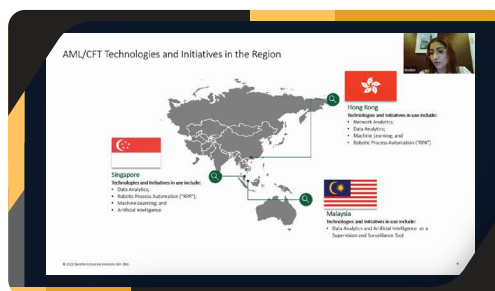 AML/CFT Technologies and Initiatives in the Region
Hong Kong
Technologies and Initiatives in use include:
• Network Analytics;
• Data Analytics;
• Machine Learning; and
• Robotic Process Automation ("RPA")
Singapore
Technologies and Initiatives in use include:
• Data Analytics;
• Robotic Process Automation ("RPA");
• Machine Learning; and
• Artificial Intelligence
Malaysia
Technologies and Initiatives in use include:
• Data Analytics and Artificial Intelligence as a
Supervision and Surveillance Tool
© 2022 Deloitte